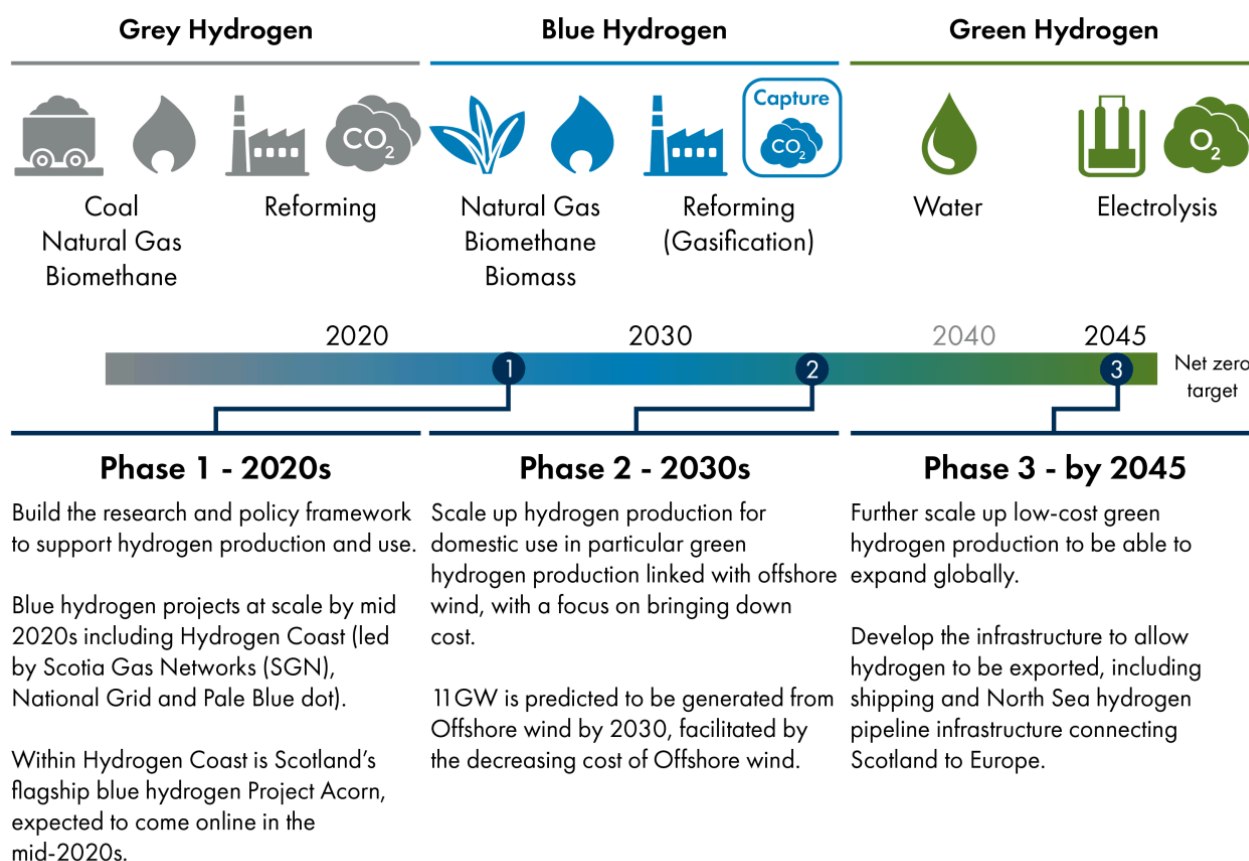 Grey Hydrogen
Blue Hydrogen
Green Hydrogen
CO2
Capture
CO2
O2
Coal
Natural Gas
Biomethane
Reforming
Natural Gas
Biomethane
Biomass
Reforming
(Gasification)
Water
Electrolysis
2020
2030
2040
2045
1
2
3
Net zero
target
Phase 1 - 2020s
Build the research and policy framework
to support hydrogen production and use.
Blue hydrogen projects at scale by mid
2020s including Hydrogen Coast (led
by Scotia Gas Networks (SGN),
National Grid and Pale Blue dot).
Within Hydrogen Coast is Scotland’s
flagship blue hydrogen Project Acorn,
expected to come online in the
mid-2020s.
Phase 2 - 2030s
Scale up hydrogen production for
domestic use in particular green
hydrogen production linked with offshore
wind, with a focus on bringing down
cost.
11GW is predicted to be generated from
Offshore wind by 2030, facilitated by
the decreasing cost of Offshore wind.
Phase 3 - by 2045
Further scale up low-cost green
hydrogen production to be able to
expand globally.
Develop the infrastructure to allow
hydrogen to be exported, including
shipping and North Sea hydrogen
pipeline infrastructure connecting
Scotland to Europe.